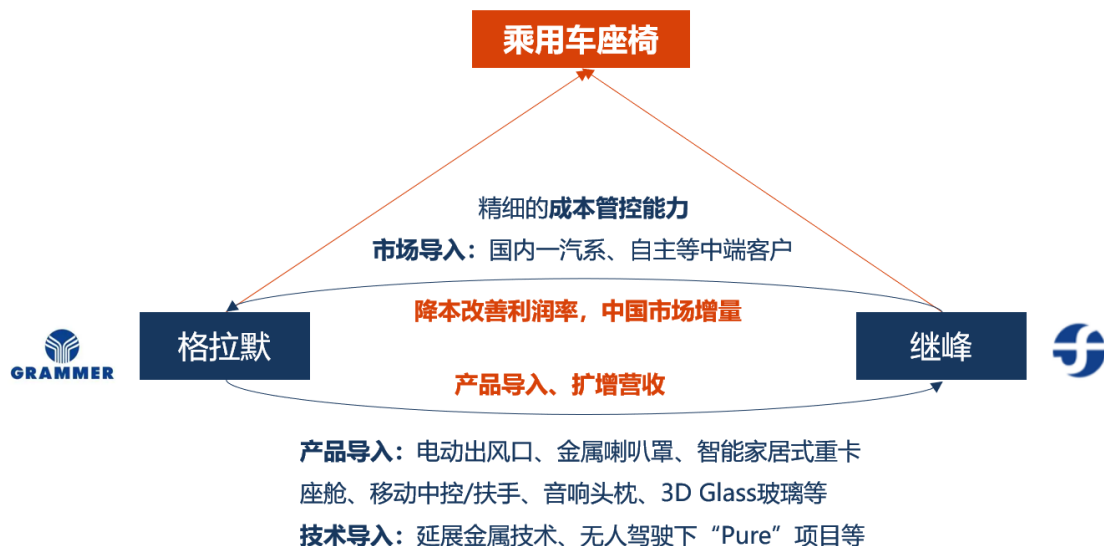 乘用车座椅
精细的成本管控能力
市场导入：国内一汽系、自主等中端客户
降本改善利润率，中国市场增量
GRAMMER
格拉默
继峰
产品导入、扩增营收
产品导入：电动出风口、金属喇叭罩、智能家居式重卡
座舱、移动中控/扶手、音响头枕、3D Glass玻璃等
技术导入：延展金属技术、无人驾驶下“Pure”项目等